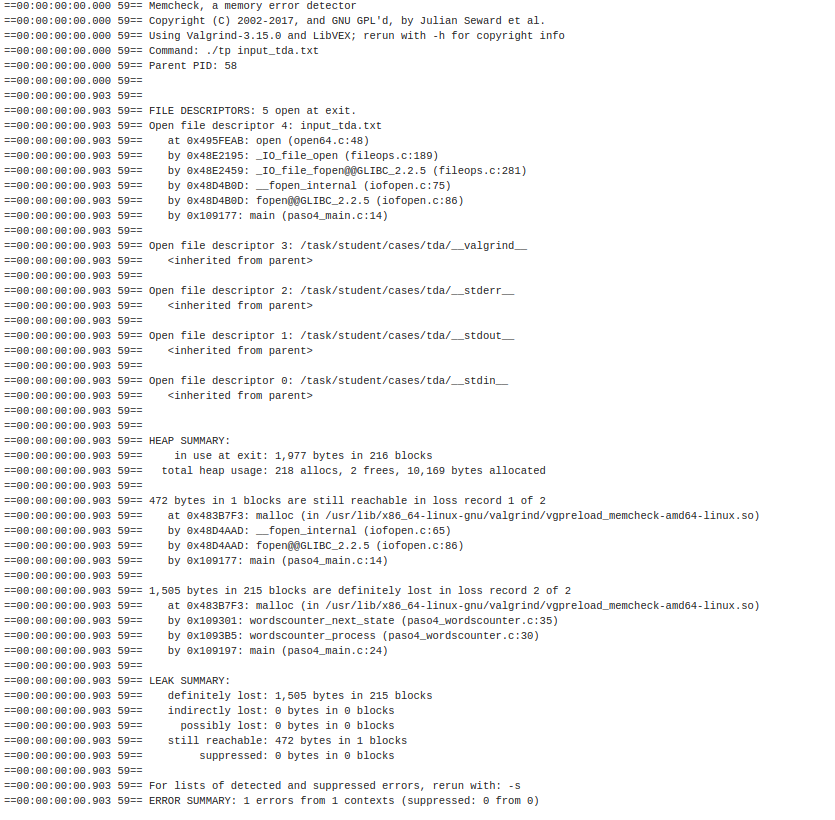 ==00:00:00:00.000 59== Memcheck, a memory error detector
==00:00:00:00.000 59== Copyright (C) 2002-2017, and GNU GPL'd, by Julian Seward et al.
==00:00:00:00.000 59== Using Valgrind-3.15.0 and LibVEX; rerun with -h for copyright info
==00:00:00:00.000 59== Command: ./tp input_tda.txt
==00:00:00:00.000 59== Parent PID: 58
==00:00:00:00.000 59==
==00:00:00:00.903 59==
==00:00:00:00.903 59== FILE DESCRIPTORS: 5 open at exit.
==00:00:00:00.903 59== Open file descriptor 4: input_tda.txt
==00:00:00:00.903 59==    at 0x495FEAB: open (open64.c:48)
==00:00:00:00.903 59==    by 0x48E2195: _IO_file_open (fileops.c:189)
==00:00:00:00.903 59==    by 0x48E2459: _IO_file_fopen@@GLIBC_2.2.5 (fileops.c:281)
==00:00:00:00.903 59==    by 0x48D4B0D: __fopen_internal (iofopen.c:75)
==00:00:00:00.903 59==    by 0x48D4B0D: fopen@@GLIBC_2.2.5 (iofopen.c:86)
==00:00:00:00.903 59==    by 0x109177: main (paso4_main.c:14)
==00:00:00:00.903 59==
==00:00:00:00.903 59== Open file descriptor 3: /task/student/cases/tda/__valgrind__
==00:00:00:00.903 59==    <inherited from parent>
==00:00:00:00.903 59==
==00:00:00:00.903 59== Open file descriptor 2: /task/student/cases/tda/__stderr__
==00:00:00:00.903 59==    <inherited from parent>
==00:00:00:00.903 59==
==00:00:00:00.903 59== Open file descriptor 1: /task/student/cases/tda/__stdout__
==00:00:00:00.903 59==    <inherited from parent>
==00:00:00:00.903 59==
==00:00:00:00.903 59== Open file descriptor 0: /task/student/cases/tda/__stdin__
==00:00:00:00.903 59==    <inherited from parent>
==00:00:00:00.903 59==
==00:00:00:00.903 59==
==00:00:00:00.903 59== HEAP SUMMARY:
==00:00:00:00.903 59==     in use at exit: 1,977 bytes in 216 blocks
==00:00:00:00.903 59==   total heap usage: 218 allocs, 2 frees, 10,169 bytes allocated
==00:00:00:00.903 59==
==00:00:00:00.903 59== 472 bytes in 1 blocks are still reachable in loss record 1 of 2
==00:00:00:00.903 59==    at 0x483B7F3: malloc (in /usr/lib/x86_64-linux-gnu/valgrind/vgpreload_memcheck-amd64-linux.so)
==00:00:00:00.903 59==    by 0x48D4AAD: __fopen_internal (iofopen.c:65)
==00:00:00:00.903 59==    by 0x48D4AAD: fopen@@GLIBC_2.2.5 (iofopen.c:86)
==00:00:00:00.903 59==    by 0x109177: main (paso4_main.c:14)
==00:00:00:00.903 59==
==00:00:00:00.903 59== 1,505 bytes in 215 blocks are definitely lost in loss record 2 of 2
==00:00:00:00.903 59==    at 0x483B7F3: malloc (in /usr/lib/x86_64-linux-gnu/valgrind/vgpreload_memcheck-amd64-linux.so)
==00:00:00:00.903 59==    by 0x109301: wordscounter_next_state (paso4_wordscounter.c:35)
==00:00:00:00.903 59==    by 0x1093B5: wordscounter_process (paso4_wordscounter.c:30)
==00:00:00:00.903 59==    by 0x109197: main (paso4_main.c:24)
==00:00:00:00.903 59==
==00:00:00:00.903 59== LEAK SUMMARY:
==00:00:00:00.903 59==    definitely lost: 1,505 bytes in 215 blocks
==00:00:00:00.903 59==    indirectly lost: 0 bytes in 0 blocks
==00:00:00:00.903 59==      possibly lost: 0 bytes in 0 blocks
==00:00:00:00.903 59==    still reachable: 472 bytes in 1 blocks
==00:00:00:00.903 59==         suppressed: 0 bytes in 0 blocks
==00:00:00:00.903 59==
==00:00:00:00.903 59== For lists of detected and suppressed errors, rerun with: -s
==00:00:00:00.903 59== ERROR SUMMARY: 1 errors from 1 contexts (suppressed: 0 from 0)